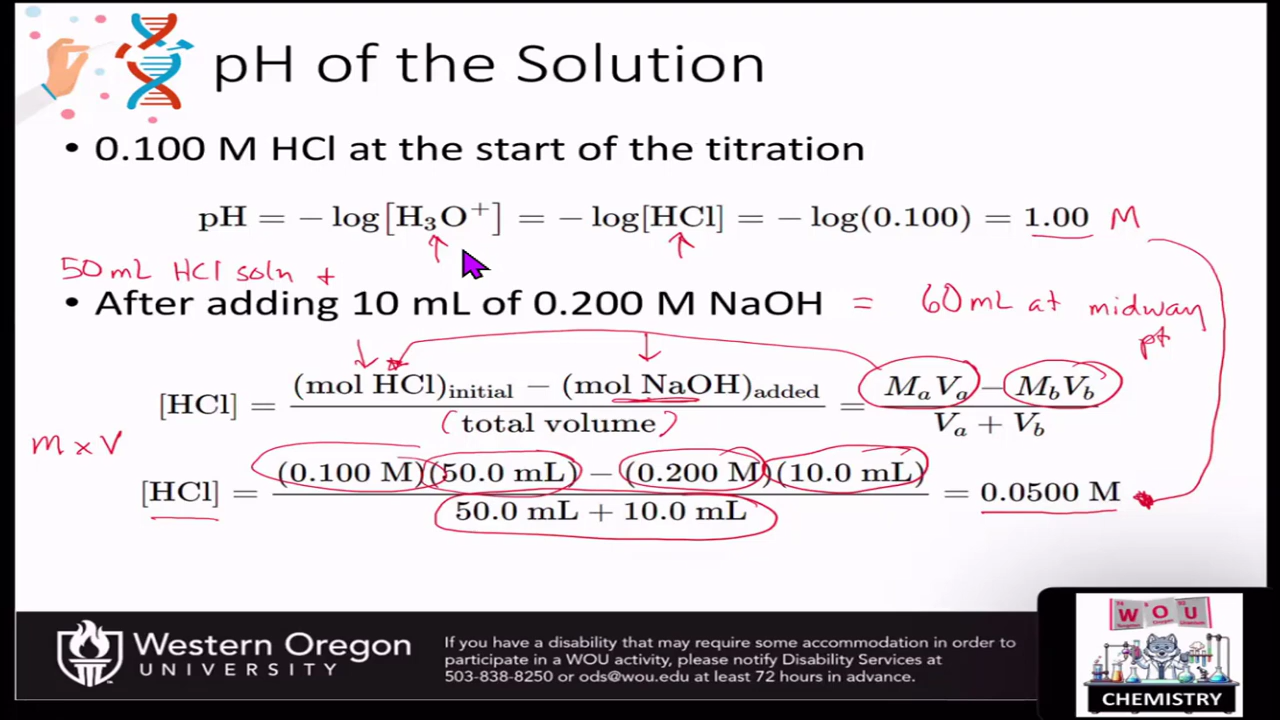 pH of the Solution
• 0.100 M HCl at the start of the titration
pH = − log[H₃O⁺] = − log[HCl] = − log(0.100) = 1.00 M
50 mL HCl soln +
• After adding 10 mL of 0.200 M NaOH = 60 mL at midway pt
[HCl] = (mol HCl)initial − (mol NaOH)added / (total volume) = MaVa − MbVb / Va + Vb
M x V
[HCl] = (0.100 M)(50.0 mL) − (0.200 M)(10.0 mL) / 50.0 mL + 10.0 mL = 0.0500 M
Western Oregon
UNIVERSITY
If you have a disability that may require some accommodation in order to
participate in a WOU activity, please notify Disability Services at
503-838-8250 or ods@wou.edu at least 72 hours in advance.
W O U
CHEMISTRY